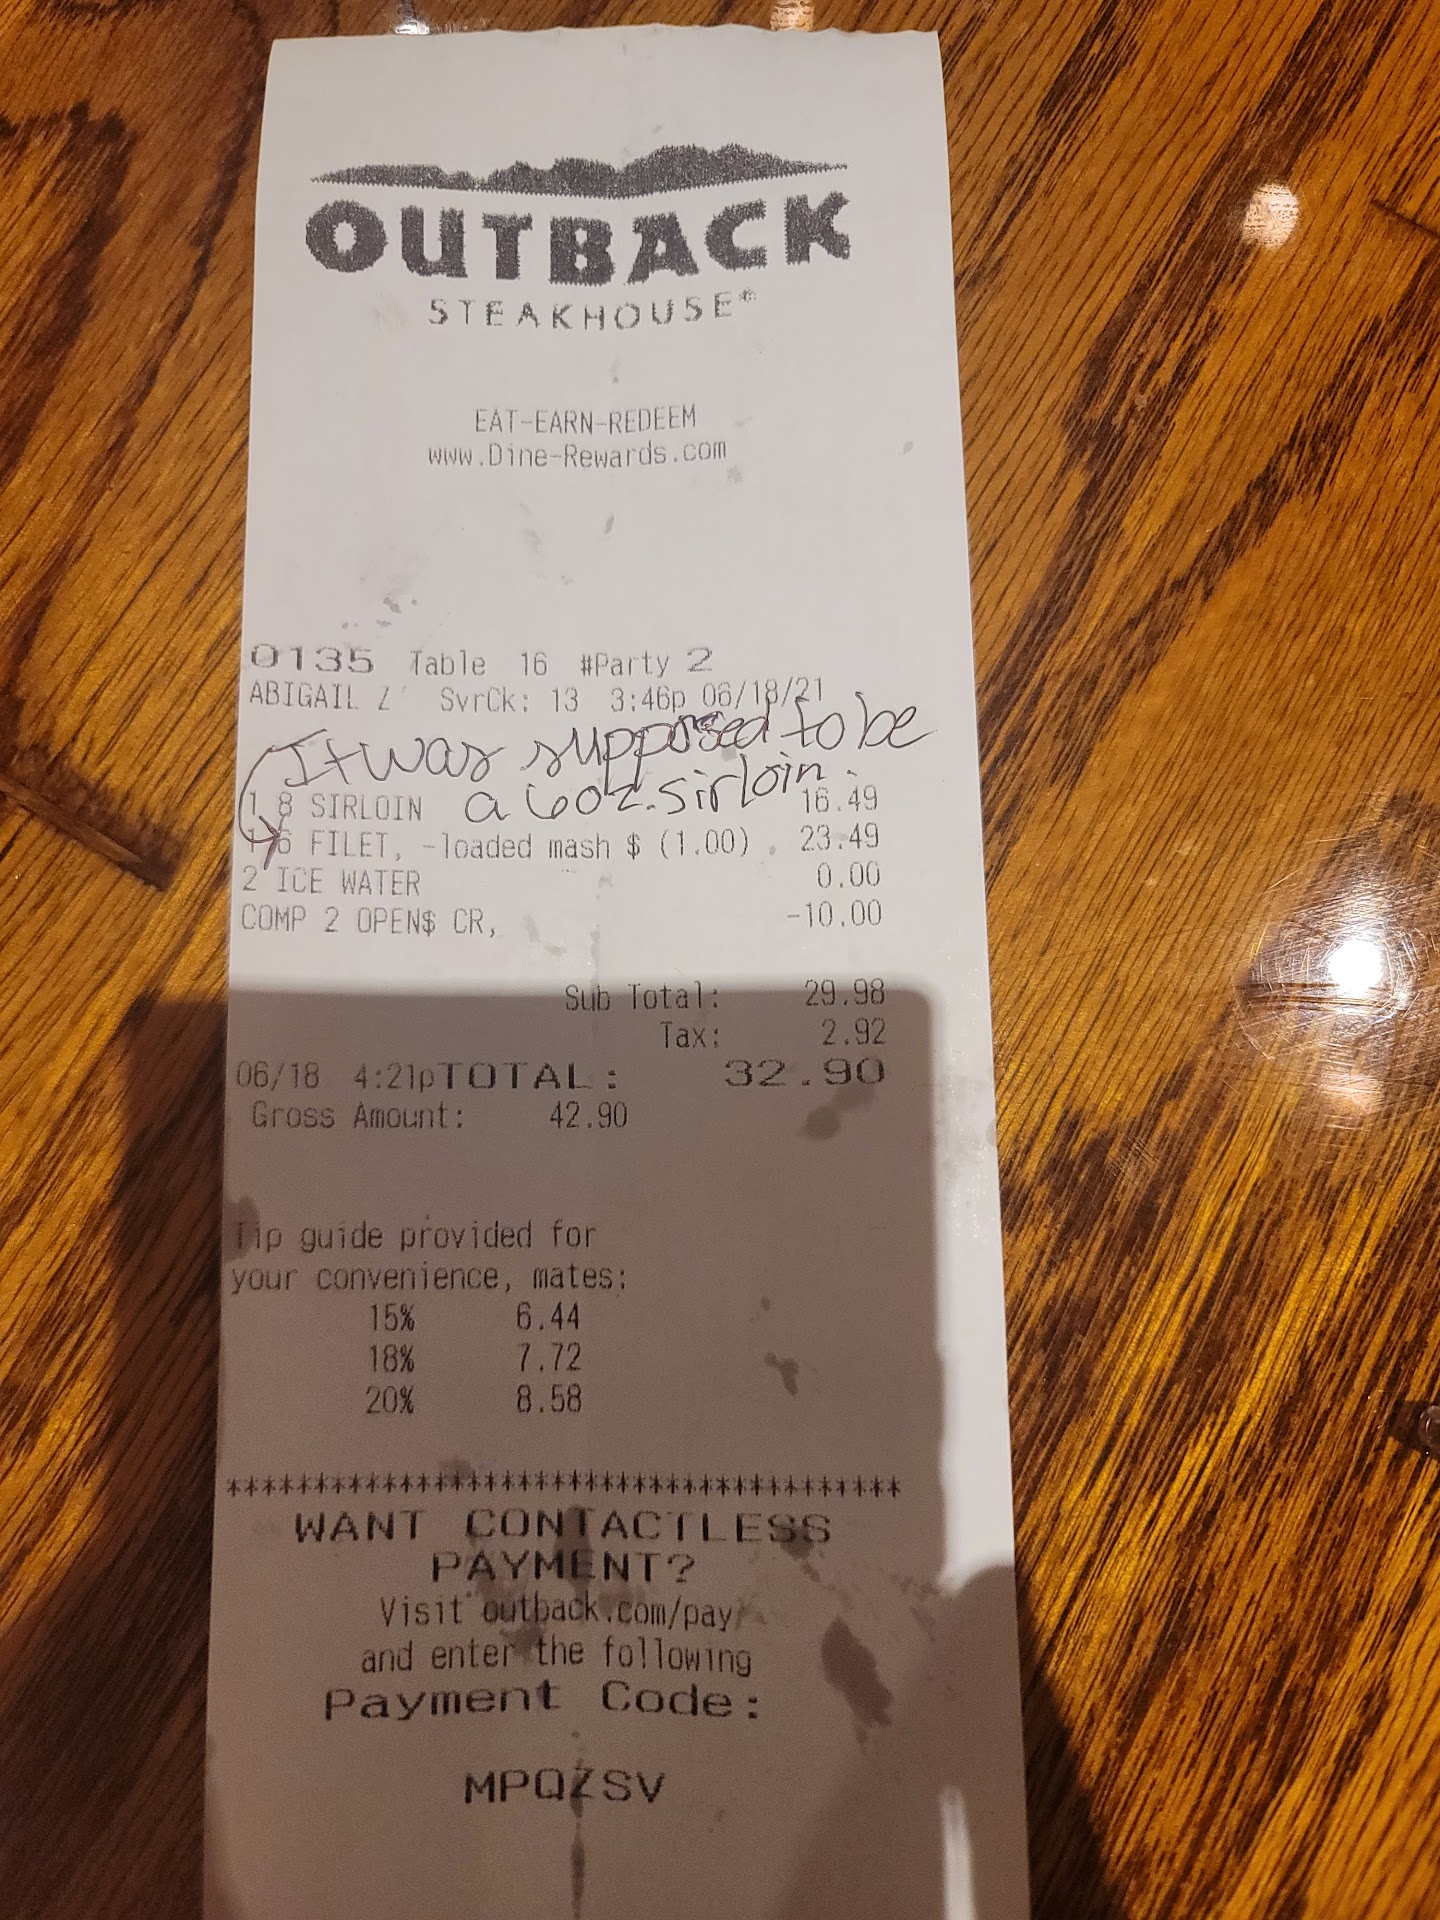 OUTBACK
STEAKHOUSE®
EAT-EARN-REDEEM
www.Dine-Rewards.com
0135 Table 16 #Party 2
ABIGAIL Z SvrCk: 13 3:46p 06/18/21
It was supposed to be
a 6oz. sirloin.
1 8 SIRLOIN 16.49
1 6 FILET, -loaded mash $ (1.00) 23.49
2 ICE WATER 0.00
COMP 2 OPEN$ CR, -10.00
Sub Total: 29.98
Tax: 2.92
06/18 4:21pTOTAL: 32.90
Gross Amount: 42.90
Tip guide provided for
your convenience, mates:
15% 6.44
18% 7.72
20% 8.58
*****************************************
WANT CONTACTLESS
PAYMENT?
Visit outback.com/pay
and enter the following
Payment Code:
MPQZSV